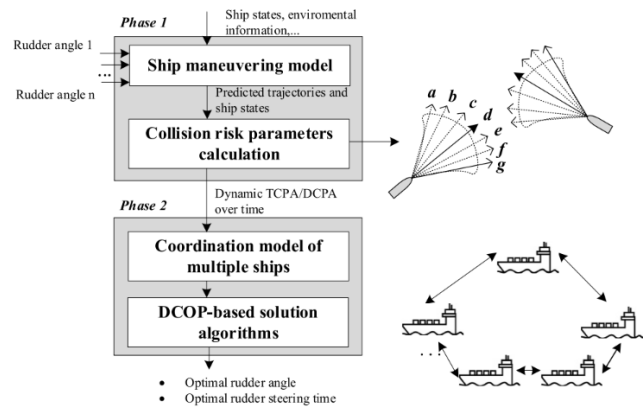 Phase 1
Ship states, enviromental
information,...
Rudder angle 1
...
Rudder angle n
Ship maneuvering model
Predicted trajectories and
ship states
Collision risk parameters
calculation
a
b
c
d
e
f
g
Dynamic TCPA/DCPA
over time
Phase 2
Coordination model of
multiple ships
DCOP-based solution
algorithms
• Optimal rudder angle
• Optimal rudder steering time
...